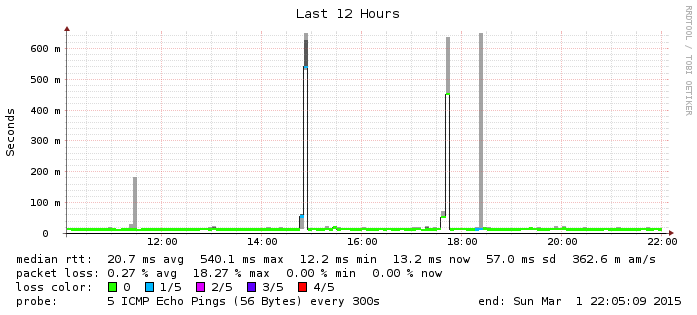 Last 12 Hours
RRDTOOL / TOBI OETIKER
Seconds
600 m
500 m
400 m
300 m
200 m
100 m
0
12:00 14:00 16:00 18:00 20:00 22:00
median rtt: 20.7 ms avg 540.1 ms max 12.2 ms min 13.2 ms now 57.0 ms sd 362.6 m am/s
packet loss: 0.27 % avg 18.27 % max 0.00 % min 0.00 % now
loss color: 0 1/5 2/5 3/5 4/5
probe: 5 ICMP Echo Pings (56 Bytes) every 300s end: Sun Mar 1 22:05:09 2015